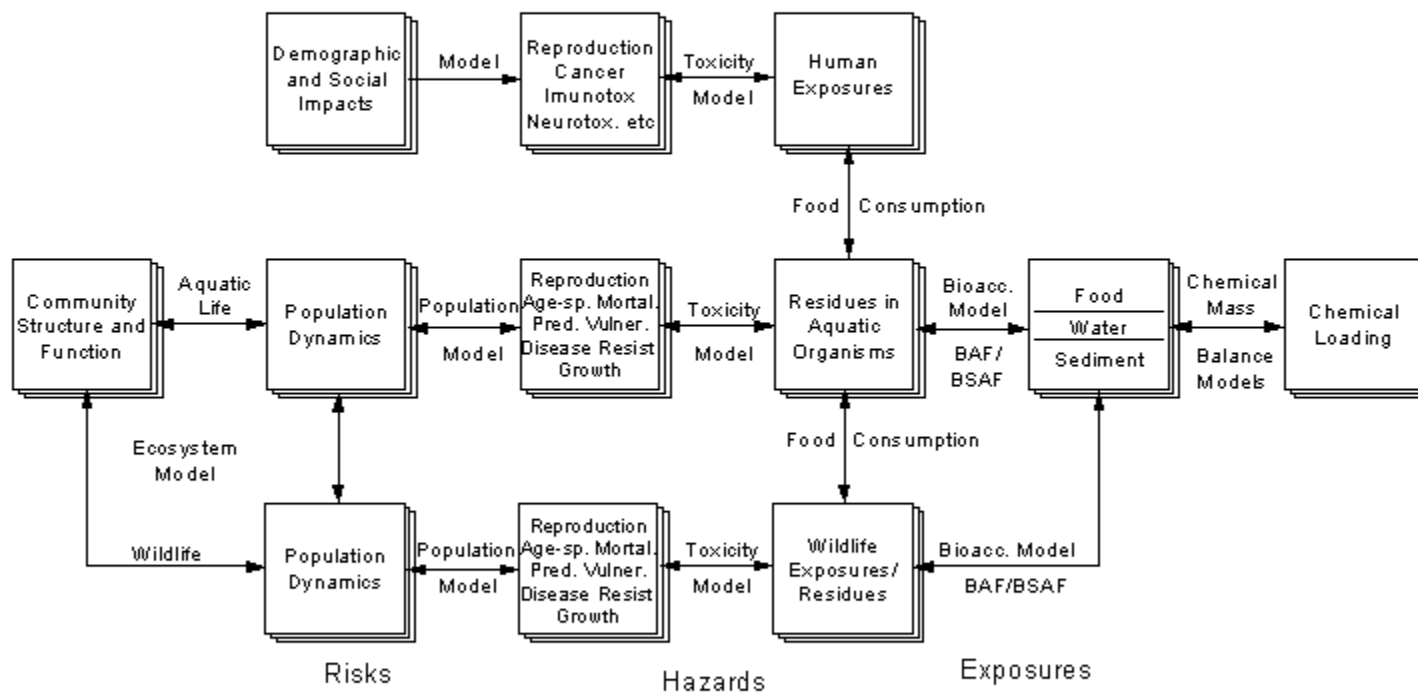 Demographic
and Social
Impacts
Model
Reproduction
Cancer
Imunotox
Neurotox. etc
Toxicity
Model
Human
Exposures
Food Consumption
Community
Structure and
Function
Aquatic
Life
Population
Dynamics
Population
Model
Reproduction
Age-sp. Mortal.
Pred. Vulner.
Disease Resist
Growth
Toxicity
Model
Residues in
Aquatic
Organisms
Bioacc.
Model
BAF/
BSAF
Food
Water
Sediment
Chemical
Mass
Balance
Models
Chemical
Loading
Ecosystem
Model
Food Consumption
Wildlife
Population
Dynamics
Population
Model
Reproduction
Age-sp. Mortal.
Pred. Vulner.
Disease Resist
Growth
Toxicity
Model
Wildlife
Exposures/
Residues
Bioacc. Model
BAF/BSAF
Risks
Hazards
Exposures